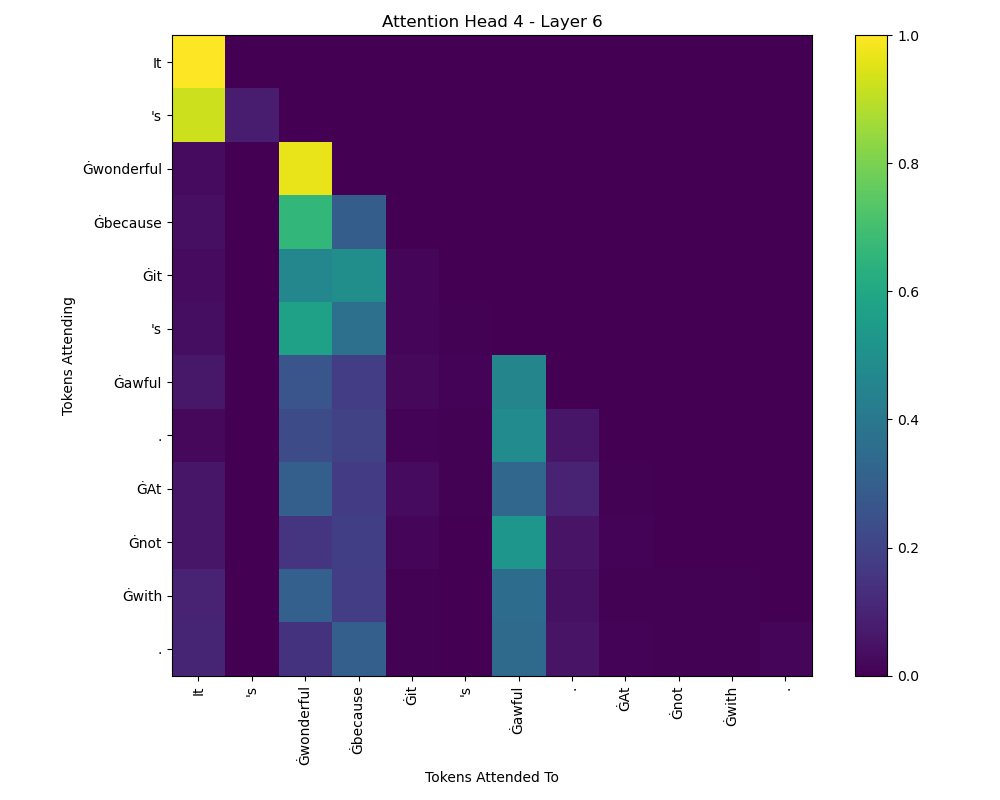 Attention Head 4 - Layer 6
It
's
Ġwonderful
Ġbecause
Ġit
's
Ġawful
.
ĠAt
Ġnot
Ġwith
.
Tokens Attending
It
's
Ġwonderful
Ġbecause
Ġit
's
Ġawful
.
ĠAt
Ġnot
Ġwith
.
Tokens Attended To
1.0
0.8
0.6
0.4
0.2
0.0